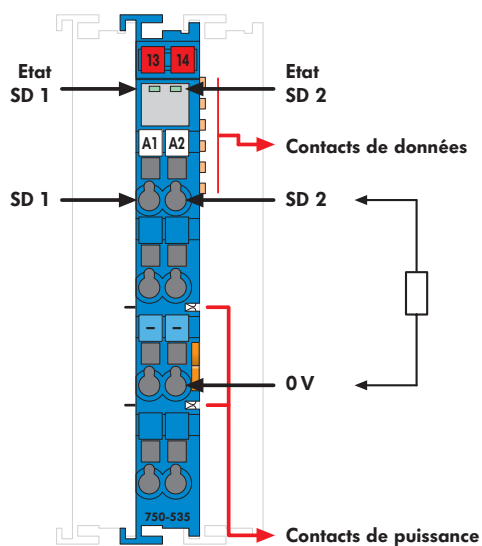 13 14
Etat
SD 1
Etat
SD 2
A1 A2
Contacts de données
SD 1
SD 2
– –
0 V
750-535
Contacts de puissance